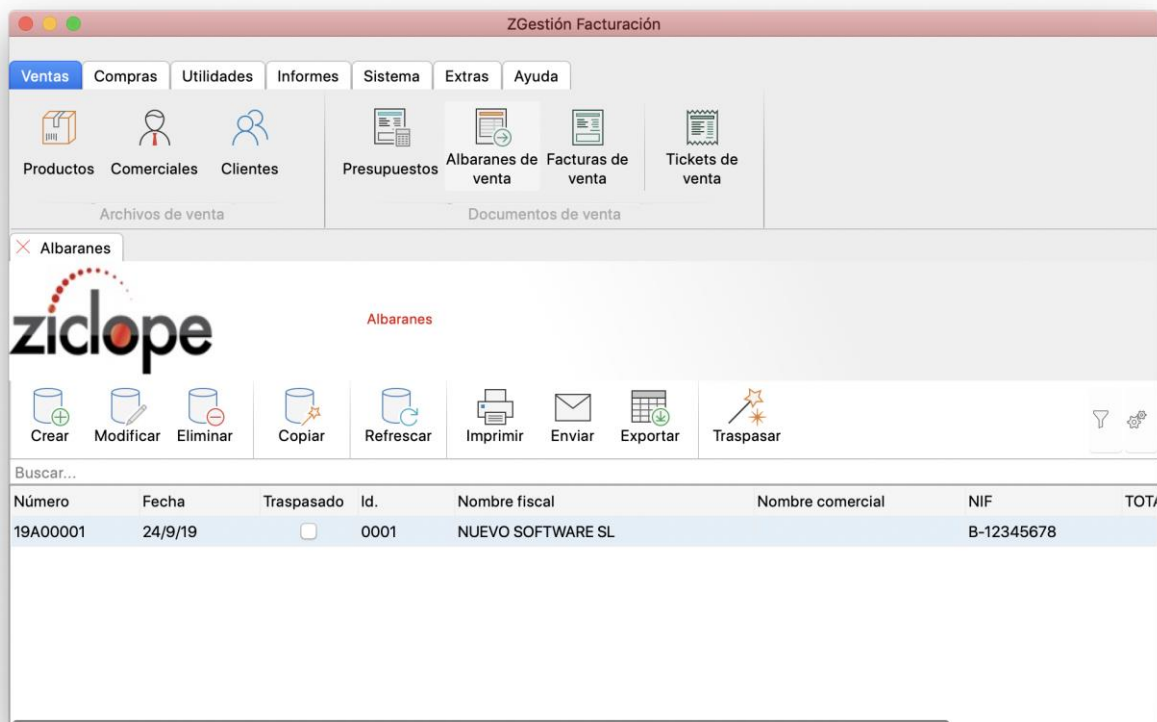 ZGestión Facturación
Ventas Compras Utilidades Informes Sistema Extras Ayuda
Productos Comerciales Clientes Presupuestos Albaranes de venta Facturas de venta Tickets de venta
Archivos de venta Documentos de venta
Albaranes
ziclope
Albaranes
Crear Modificar Eliminar Copiar Refrescar Imprimir Enviar Exportar Traspasar
Buscar...
Número Fecha Traspasado Id. Nombre fiscal Nombre comercial NIF TOTA
19A00001 24/9/19 0001 NUEVO SOFTWARE SL B-12345678